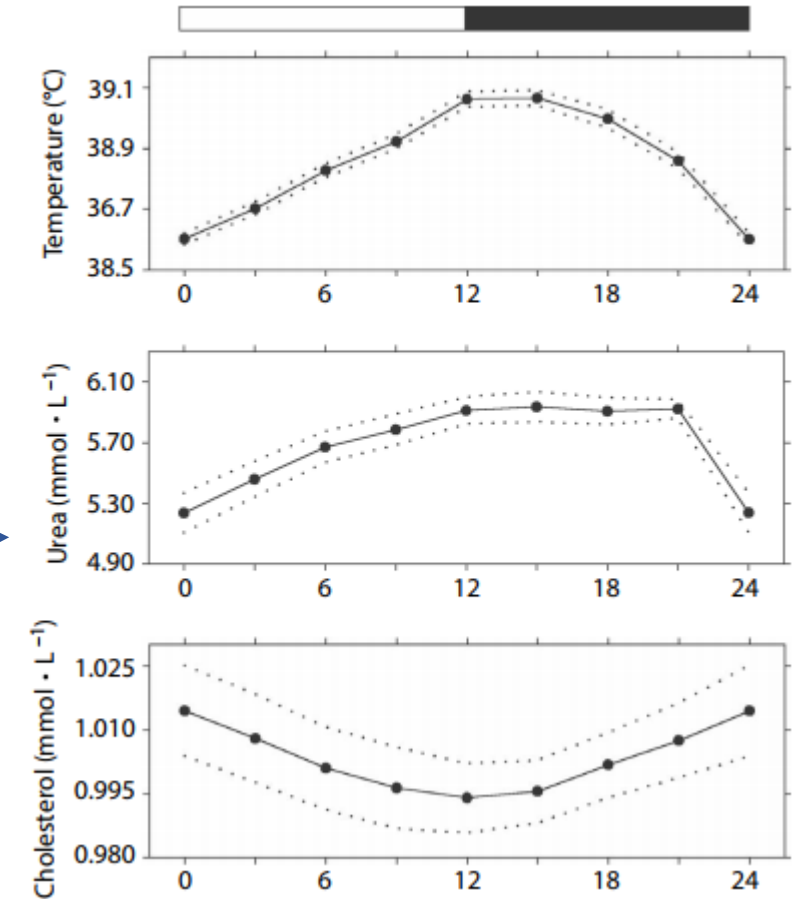 Temperature (°C)
39.1
38.9
36.7
38.5
0 6 12 18 24
Urea (mmol · L⁻¹)
6.10
5.70
5.30
4.90
0 6 12 18 24
Cholesterol (mmol · L⁻¹)
1.025
1.010
0.995
0.980
0 6 12 18 24